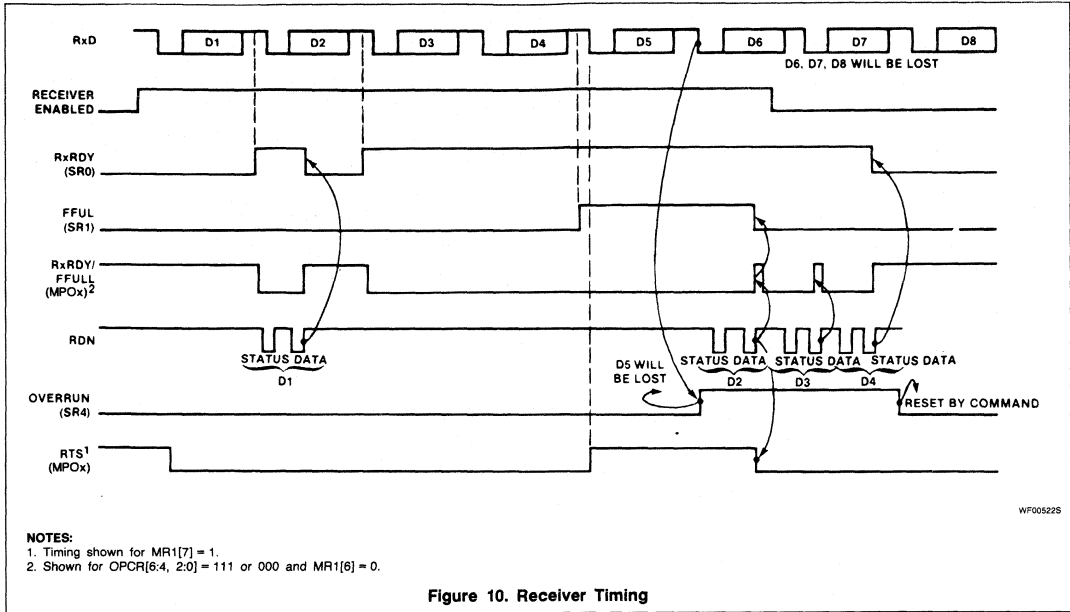 RxD
D1 D2 D3 D4 D5 D6 D7 D8
D6, D7, D8 WILL BE LOST
RECEIVER
ENABLED
RxRDY
(SR0)
FFUL
(SR1)
RxRDY/
FFULL
(MPOx)2
RDN
STATUS DATA
D1
STATUS DATA
D2
STATUS DATA
D3
STATUS DATA
D4
D5 WILL
BE LOST
OVERRUN
(SR4)
RESET BY COMMAND
RTS1
(MPOx)
WF00522S
NOTES:
1. Timing shown for MR1[7] = 1.
2. Shown for OPCR[6:4, 2:0] = 111 or 000 and MR1[6] = 0.
Figure 10. Receiver Timing